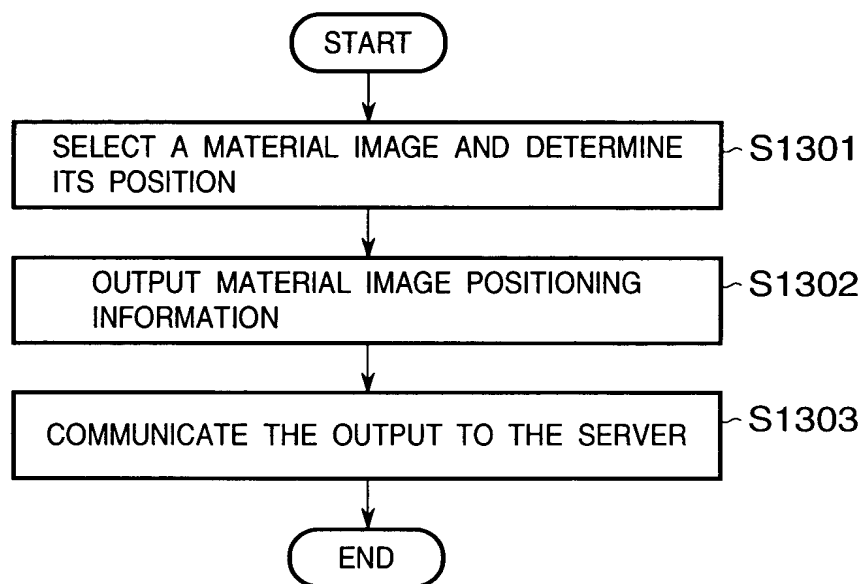 START
SELECT A MATERIAL IMAGE AND DETERMINE
ITS POSITION
S1301
OUTPUT MATERIAL IMAGE POSITIONING
INFORMATION
S1302
COMMUNICATE THE OUTPUT TO THE SERVER
S1303
END